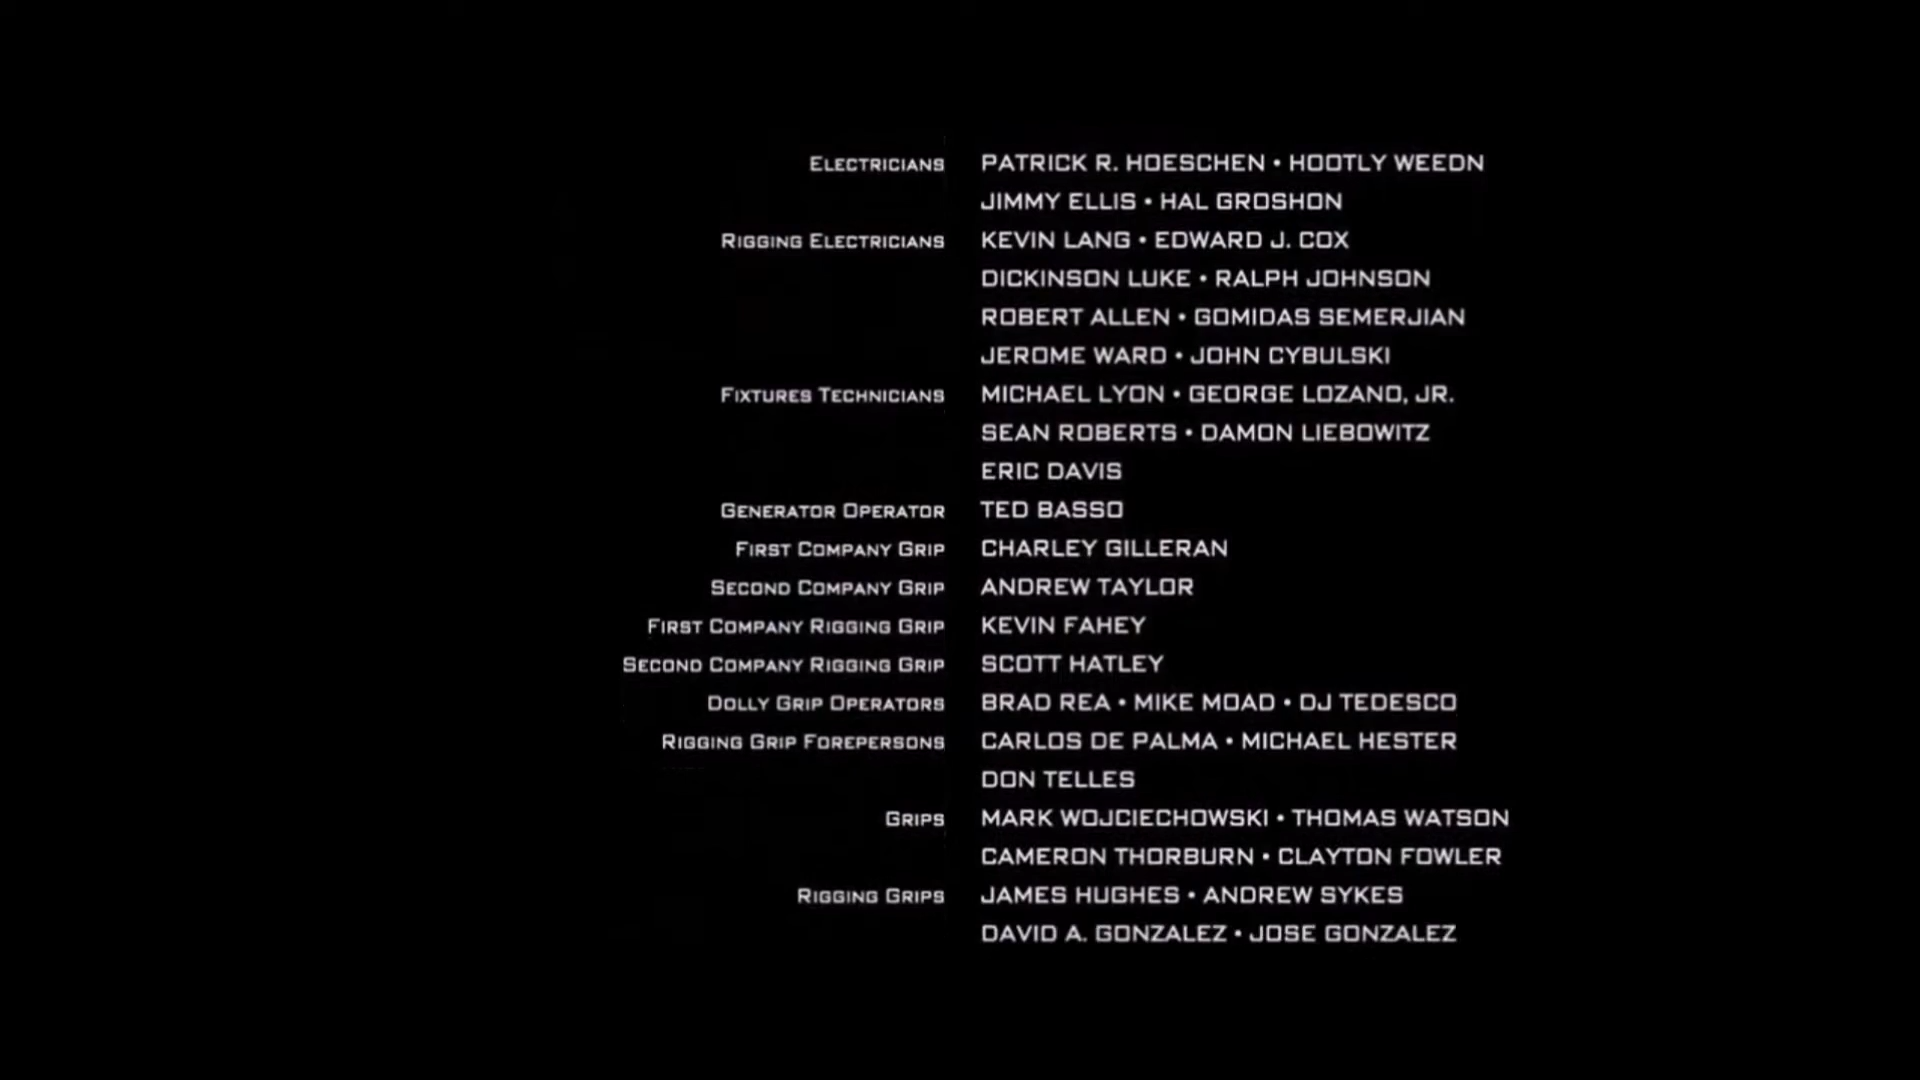 Electricians PATRICK R. HOESCHEN • HOOTLY WEEDN
JIMMY ELLIS • HAL GROSHON
Rigging Electricians KEVIN LANG • EDWARD J. COX
DICKINSON LUKE • RALPH JOHNSON
ROBERT ALLEN • GOMIDAS SEMERJIAN
JEROME WARD • JOHN CYBULSKI
Fixtures Technicians MICHAEL LYON • GEORGE LOZANO, JR.
SEAN ROBERTS • DAMON LIEBOWITZ
ERIC DAVIS
Generator Operator TED BASSO
First Company Grip CHARLEY GILLERAN
Second Company Grip ANDREW TAYLOR
First Company Rigging Grip KEVIN FAHEY
Second Company Rigging Grip SCOTT HATLEY
Dolly Grip Operators BRAD REA • MIKE MOAD • DJ TEDESCO
Rigging Grip Forepersons CARLOS DE PALMA • MICHAEL HESTER
DON TELLES
Grips MARK WOJCIECHOWSKI • THOMAS WATSON
CAMERON THORBURN • CLAYTON FOWLER
Rigging Grips JAMES HUGHES • ANDREW SYKES
DAVID A. GONZALEZ • JOSE GONZALEZ